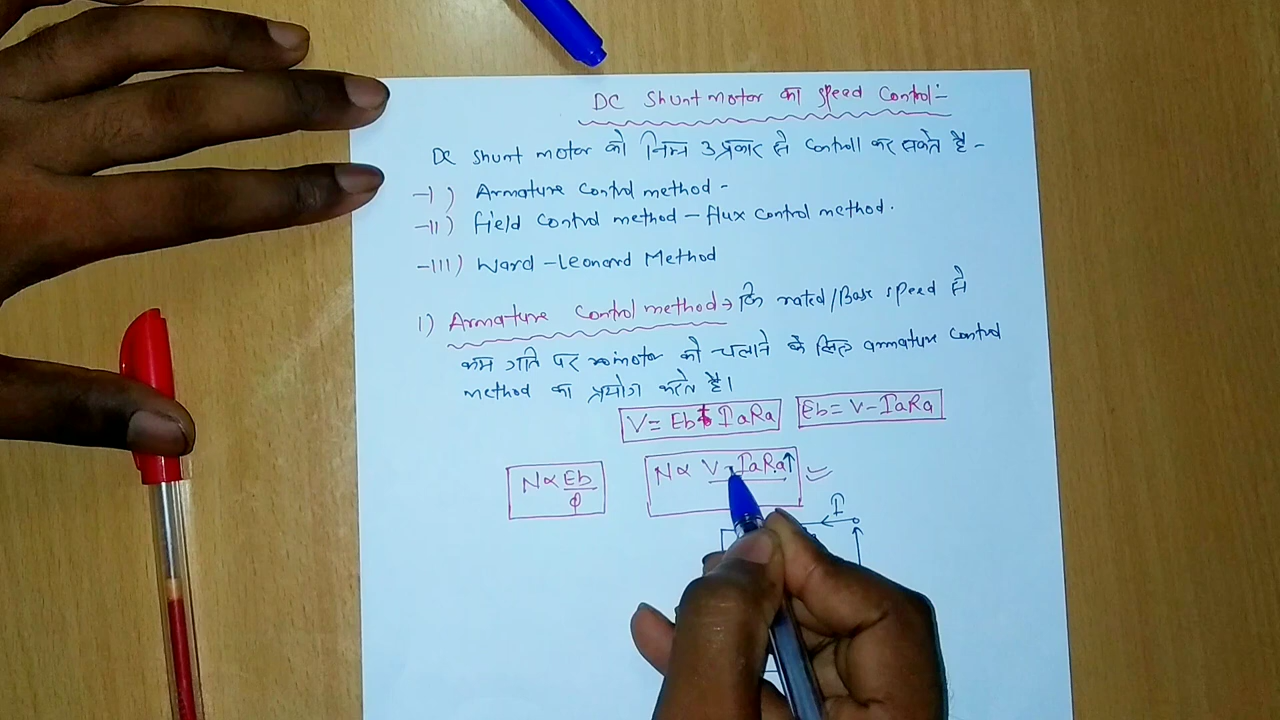 DC Shunt motor का Speed Control:-
DC Shunt motor को निम्न 3 प्रकार से Controll कर सकते है -
-I) Armature Control method -
-II) Field Control method - flux Control method.
-III) Ward-Leonard Method
1) Armature Control method → कि rated/Base speed से
कम गति पर motor को चलाने के लिए armature Control
method का प्रयोग करते है।
V = Eb + IaRa Eb = V - IaRa
N ∝ Eb/φ N ∝ V - IaRa↑
I